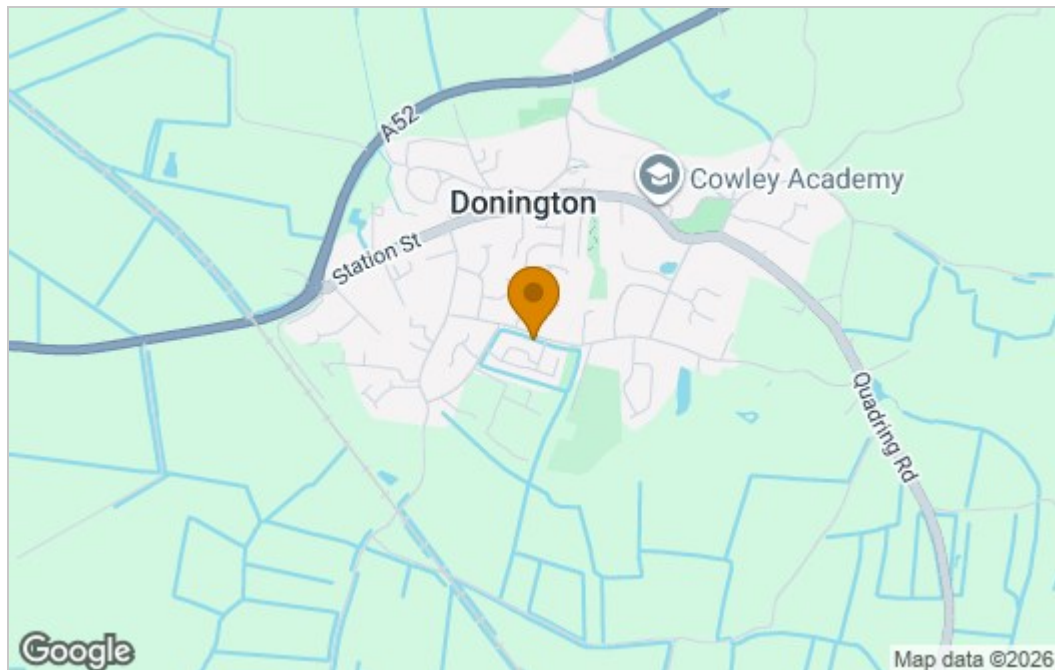 A52
Cowley Academy
Donington
Station St
Quadring Rd
Google
Map data ©2026